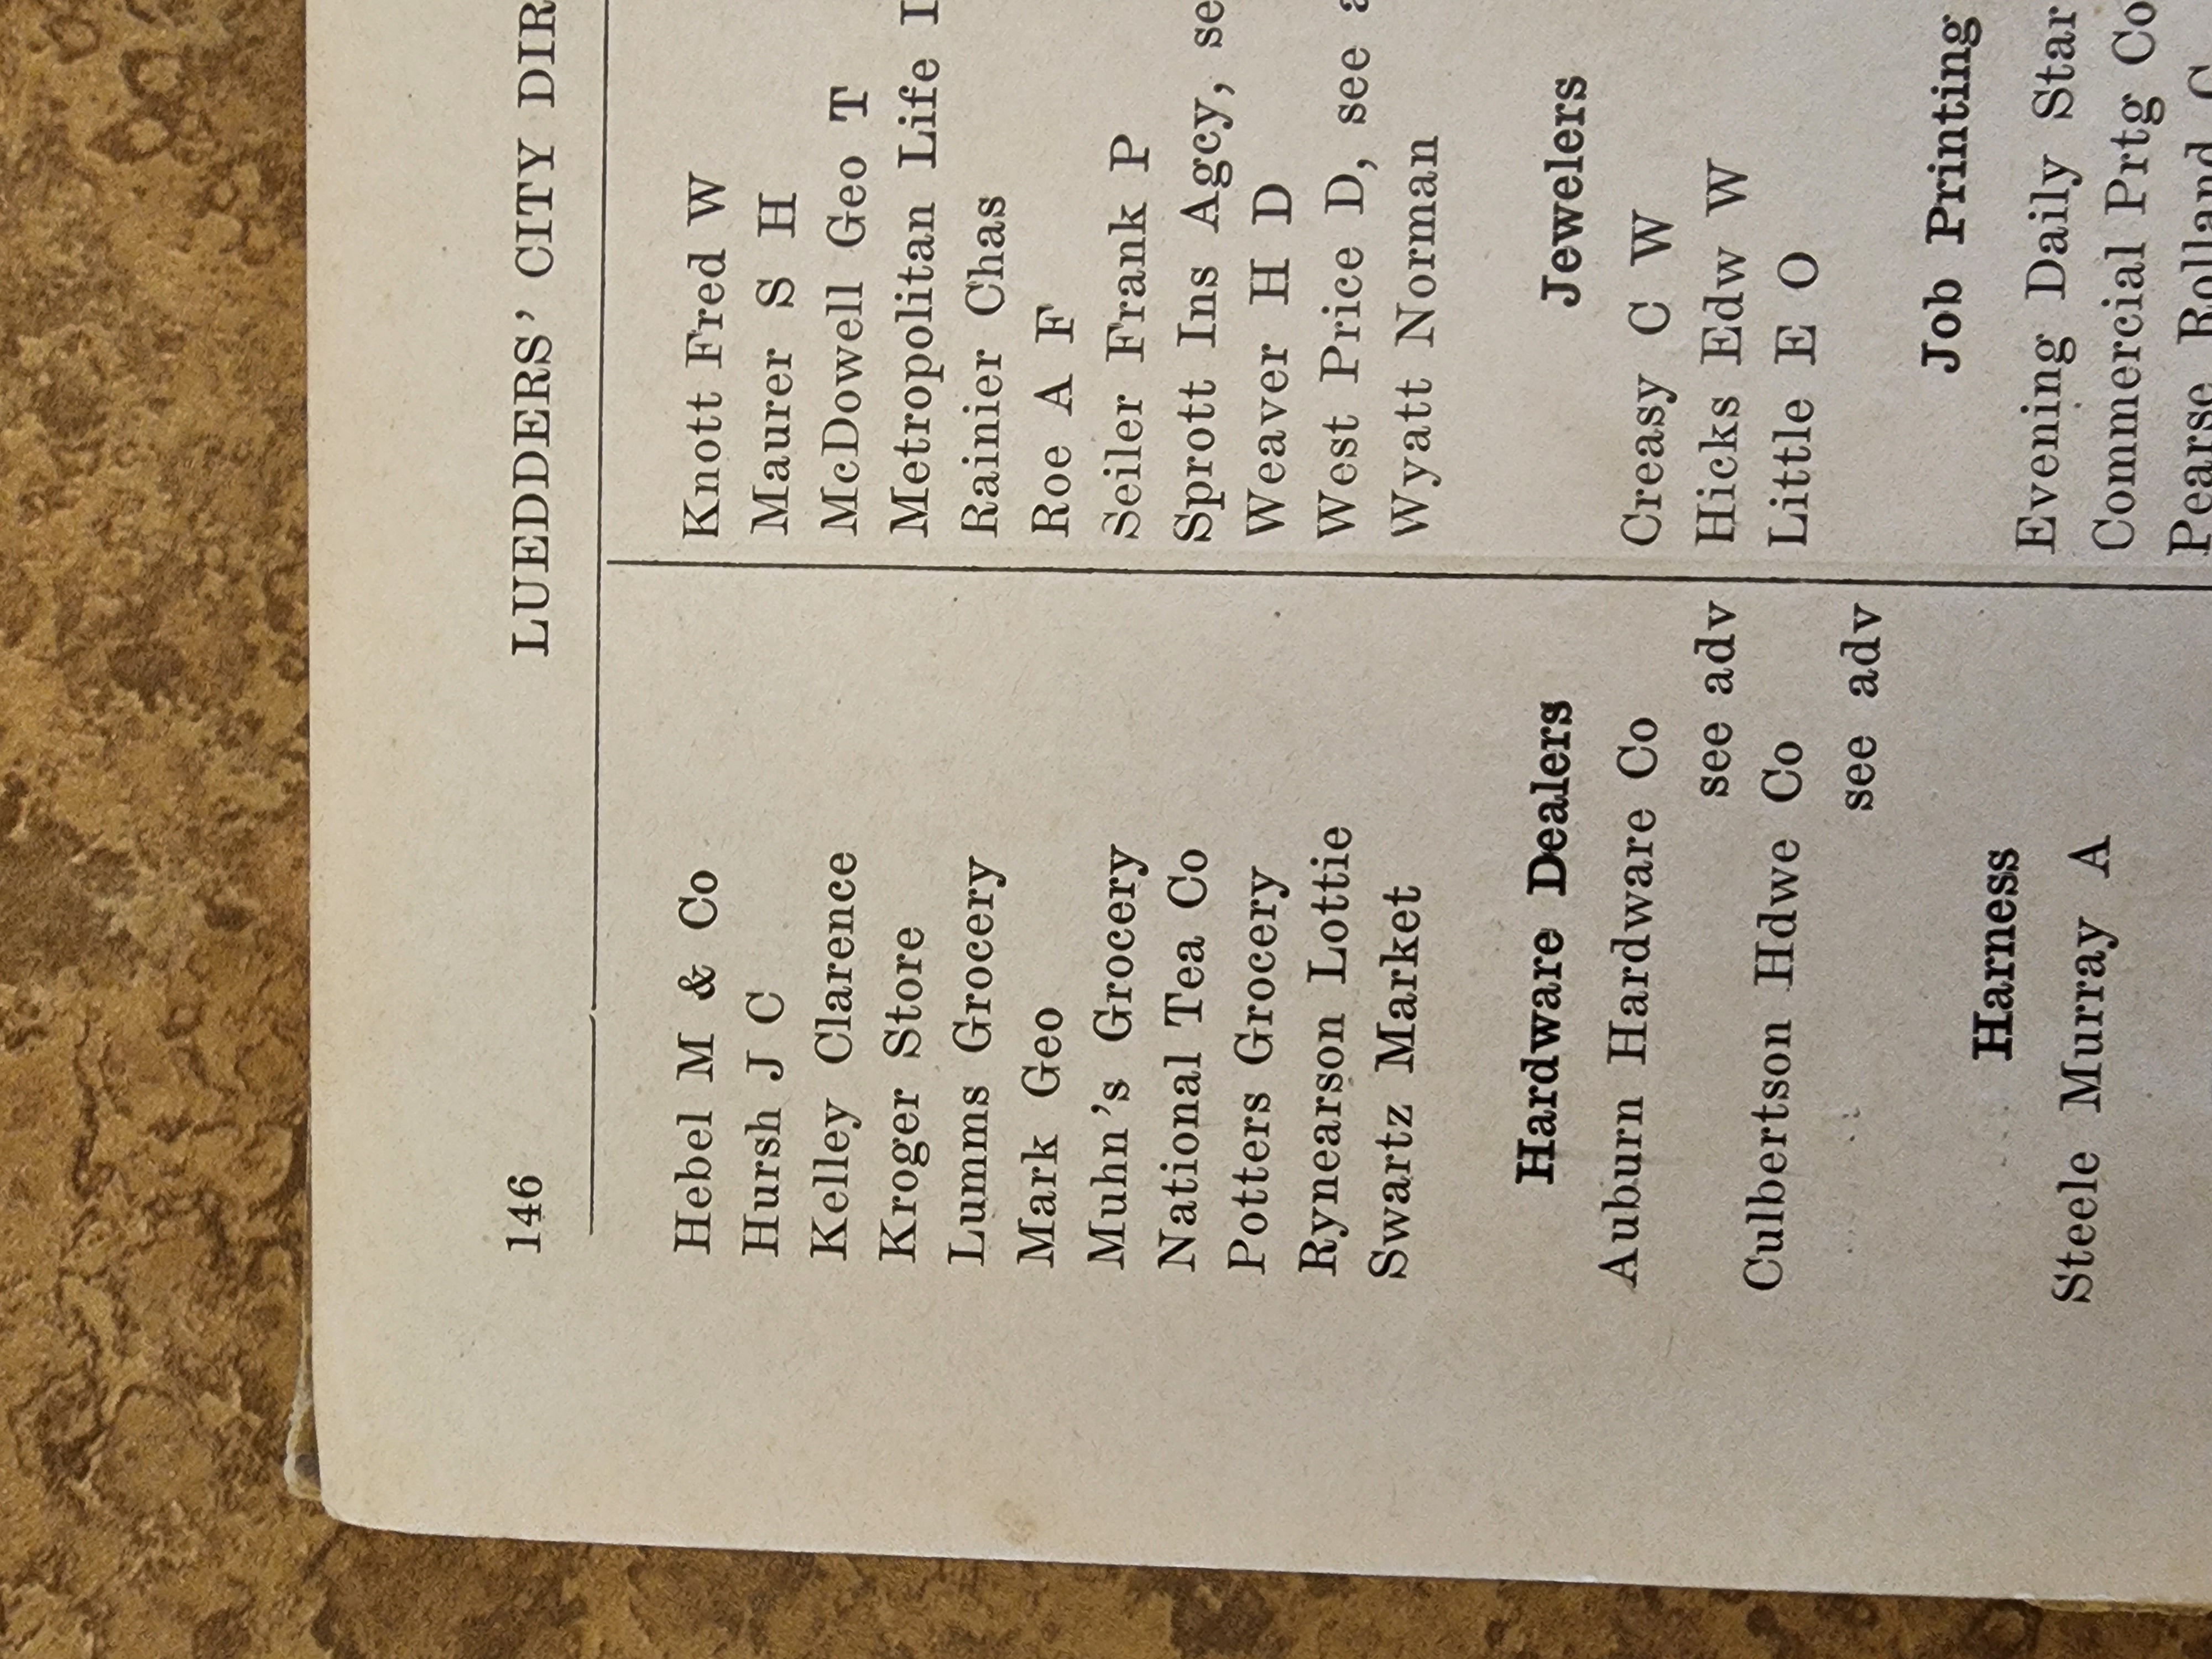 146
LUEDDERS' CITY
Hebel M & Co
Hursh J C
Kelley Clarence
Kroger Store
Lumms Grocery
Mark Geo
Muhn's Grocery
National Tea Co
Potters Grocery
Rynearson Lottie
Swartz Market
Hardware Dealers
Auburn Hardware Co
see adv
Culbertson Hdwe Co
see adv
Harness
Steele Murray A
Knott Fred W
Maurer S H
McDowell Geo T
Metropolitan Life
Rainier Chas
Roe A F
Seiler Frank P
Sprott Ins Agcy,
Weaver H D
West Price D, see
Wyatt Norman
Jewelers
Creasy C W
Hicks Edw W
Little E O
Job Printing
Evening Daily Star
Commercial Prtg Co
Pearse Rolland